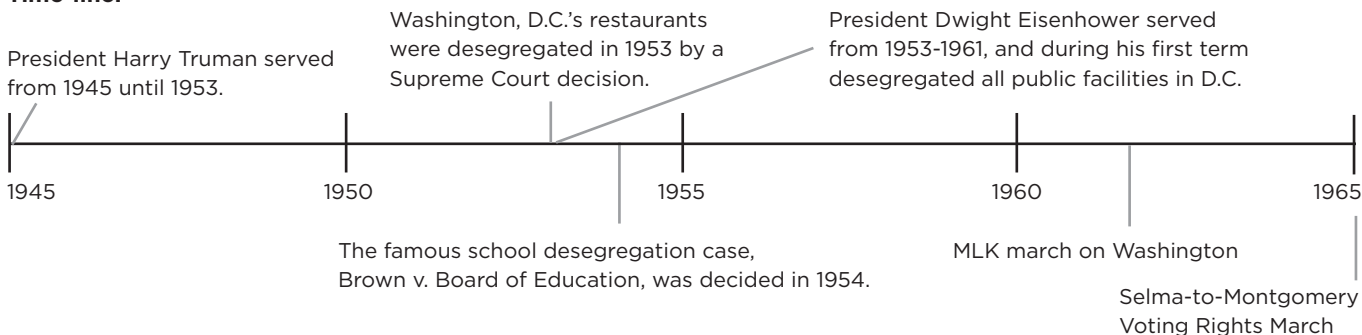 Time line:
President Harry Truman served
from 1945 until 1953.
Washington, D.C.'s restaurants
were desegregated in 1953 by a
Supreme Court decision.
President Dwight Eisenhower served
from 1953-1961, and during his first term
desegregated all public facilities in D.C.
1945
1950
1955
1960
1965
The famous school desegregation case,
Brown v. Board of Education, was decided in 1954.
MLK march on Washington
Selma-to-Montgomery
Voting Rights March